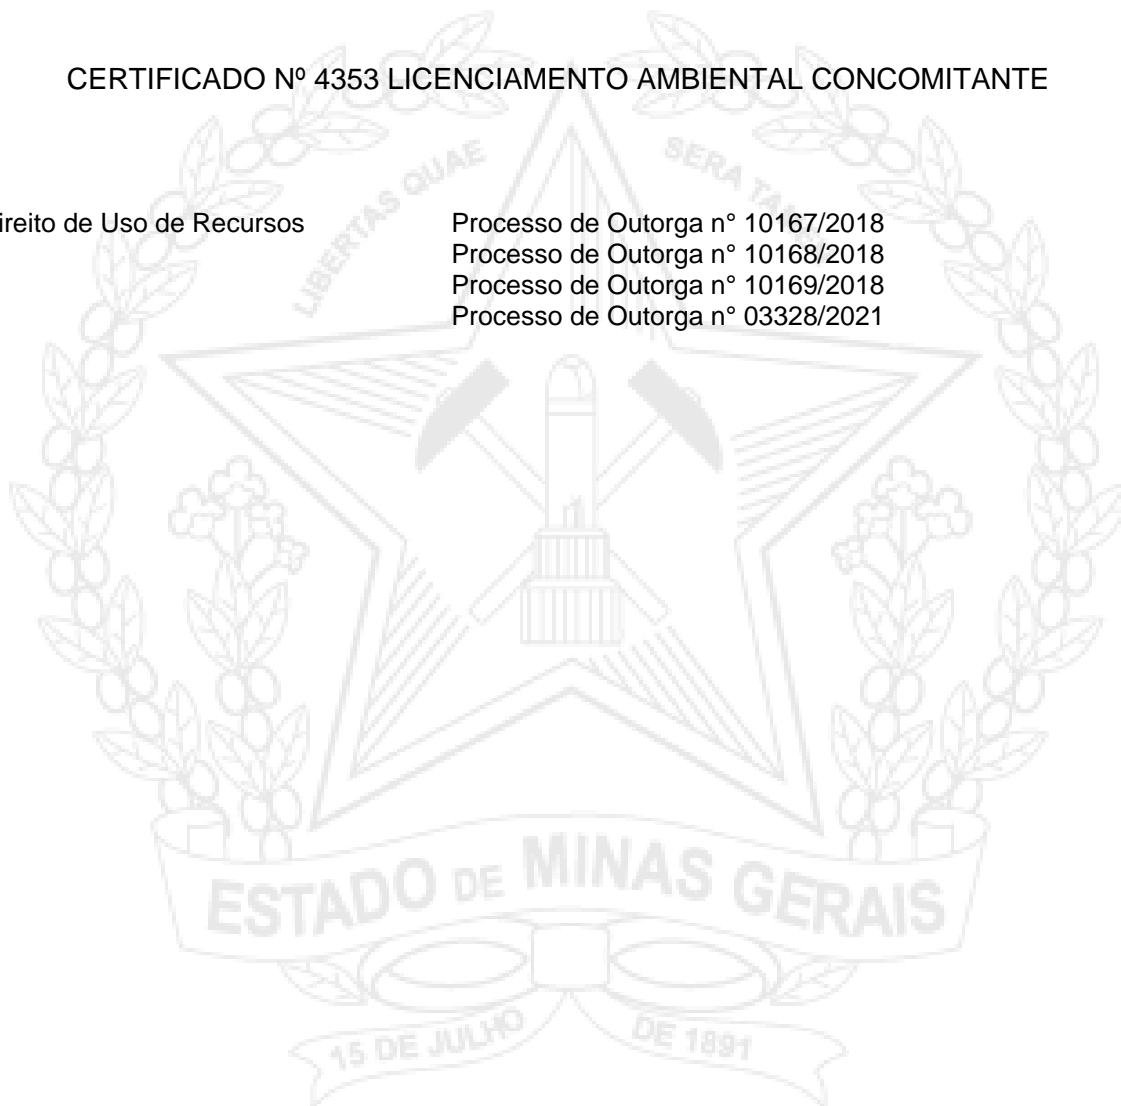 CERTIFICADO Nº 4353 LICENCIAMENTO AMBIENTAL CONCOMITANTE
LIBERTAS QUAE SERA
ireito de Uso de Recursos Processo de Outorga n° 10167/2018
Processo de Outorga n° 10168/2018
Processo de Outorga n° 10169/2018
Processo de Outorga n° 03328/2021
ESTADO DE MINAS GERAIS
15 DE JULHO DE 1891